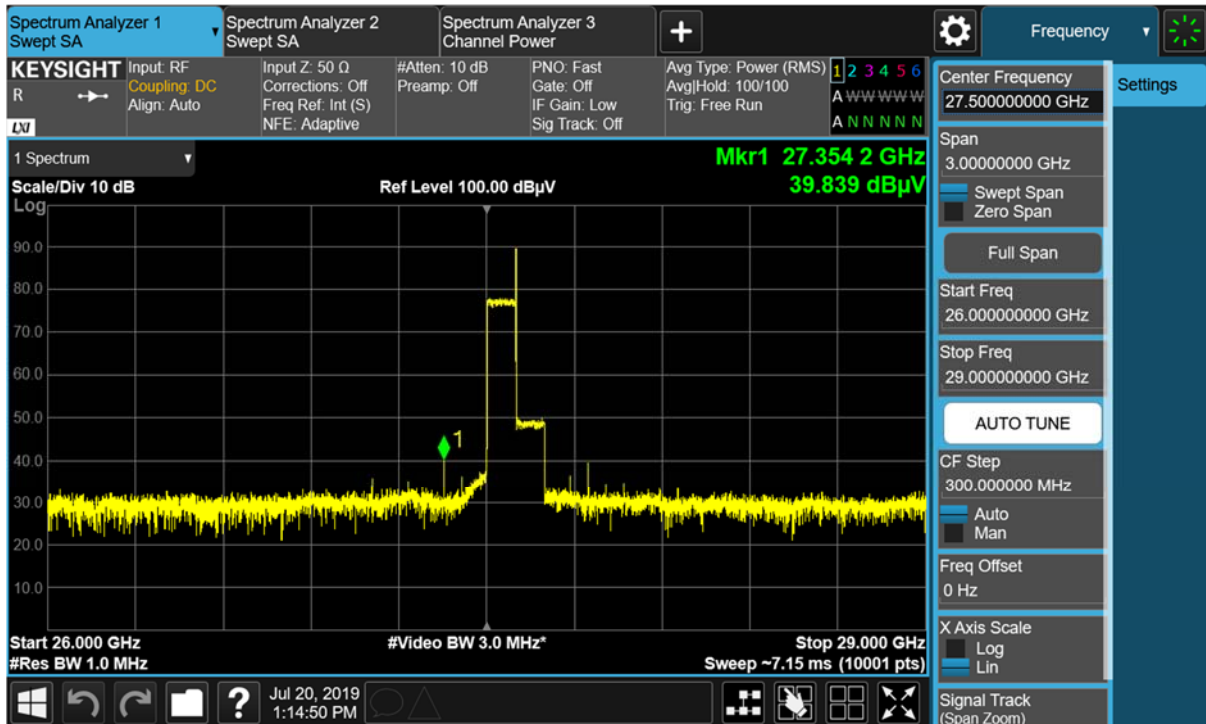 Spectrum Analyzer 1
Swept SA
Spectrum Analyzer 2
Swept SA
Spectrum Analyzer 3
Channel Power
Frequency
KEYSIGHT
R
LXI
Input: RF
Coupling: DC
Align: Auto
Input Z: 50 Ω
Corrections: Off
Freq Ref: Int (S)
NFE: Adaptive
#Atten: 10 dB
Preamp: Off
PNO: Fast
Gate: Off
IF Gain: Low
Sig Track: Off
Avg Type: Power (RMS)
Avg|Hold: 100/100
Trig: Free Run
1 2 3 4 5 6
A W W W W W
A N N N N N
1 Spectrum
Mkr1 27.354 2 GHz
39.839 dBµV
Scale/Div 10 dB
Ref Level 100.00 dBµV
Log
90.0
80.0
70.0
60.0
50.0
40.0
30.0
20.0
10.0
1
Start 26.000 GHz
#Video BW 3.0 MHz*
Stop 29.000 GHz
#Res BW 1.0 MHz
Sweep ~7.15 ms (10001 pts)
Jul 20, 2019
1:14:50 PM
Center Frequency
27.500000000 GHz
Settings
Span
3.00000000 GHz
Swept Span
Zero Span
Full Span
Start Freq
26.000000000 GHz
Stop Freq
29.000000000 GHz
AUTO TUNE
CF Step
300.000000 MHz
Auto
Man
Freq Offset
0 Hz
X Axis Scale
Log
Lin
Signal Track
(Span Zoom)